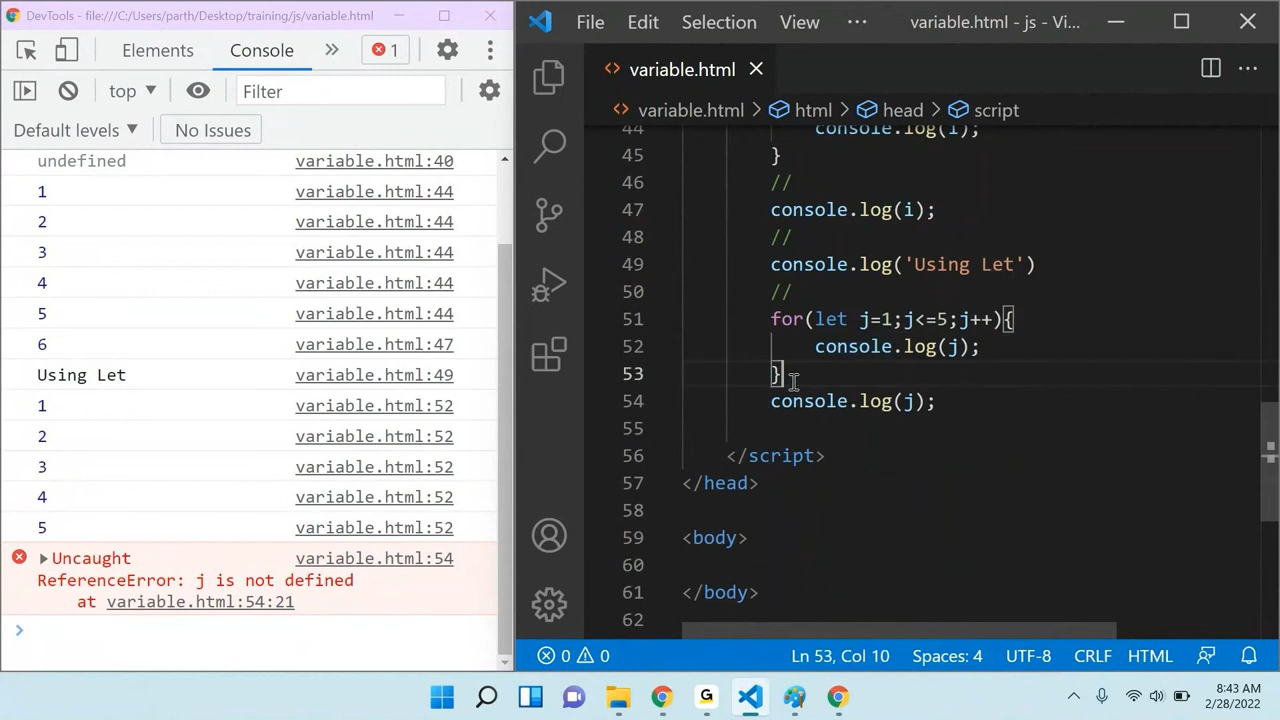 DevTools - file:///C:/Users/parth/Desktop/training/js/variable.html
Elements Console 1
top Filter
Default levels No Issues
undefined variable.html:40
1 variable.html:44
2 variable.html:44
3 variable.html:44
4 variable.html:44
5 variable.html:44
6 variable.html:47
Using Let variable.html:49
1 variable.html:52
2 variable.html:52
3 variable.html:52
4 variable.html:52
5 variable.html:52
Uncaught variable.html:54
ReferenceError: j is not defined
at variable.html:54:21
File Edit Selection View ··· variable.html - js - Vi...
variable.html
variable.html > html > head > script
44 console.log(i);
45 }
46 //
47 console.log(i);
48 //
49 console.log('Using Let')
50 //
51 for(let j=1;j<=5;j++){
52 console.log(j);
53 }
54 console.log(j);
55
56 </script>
57 </head>
58
59 <body>
60
61 </body>
62
0 0 Ln 53, Col 10 Spaces: 4 UTF-8 CRLF HTML
G
8:43 AM
2/28/2022